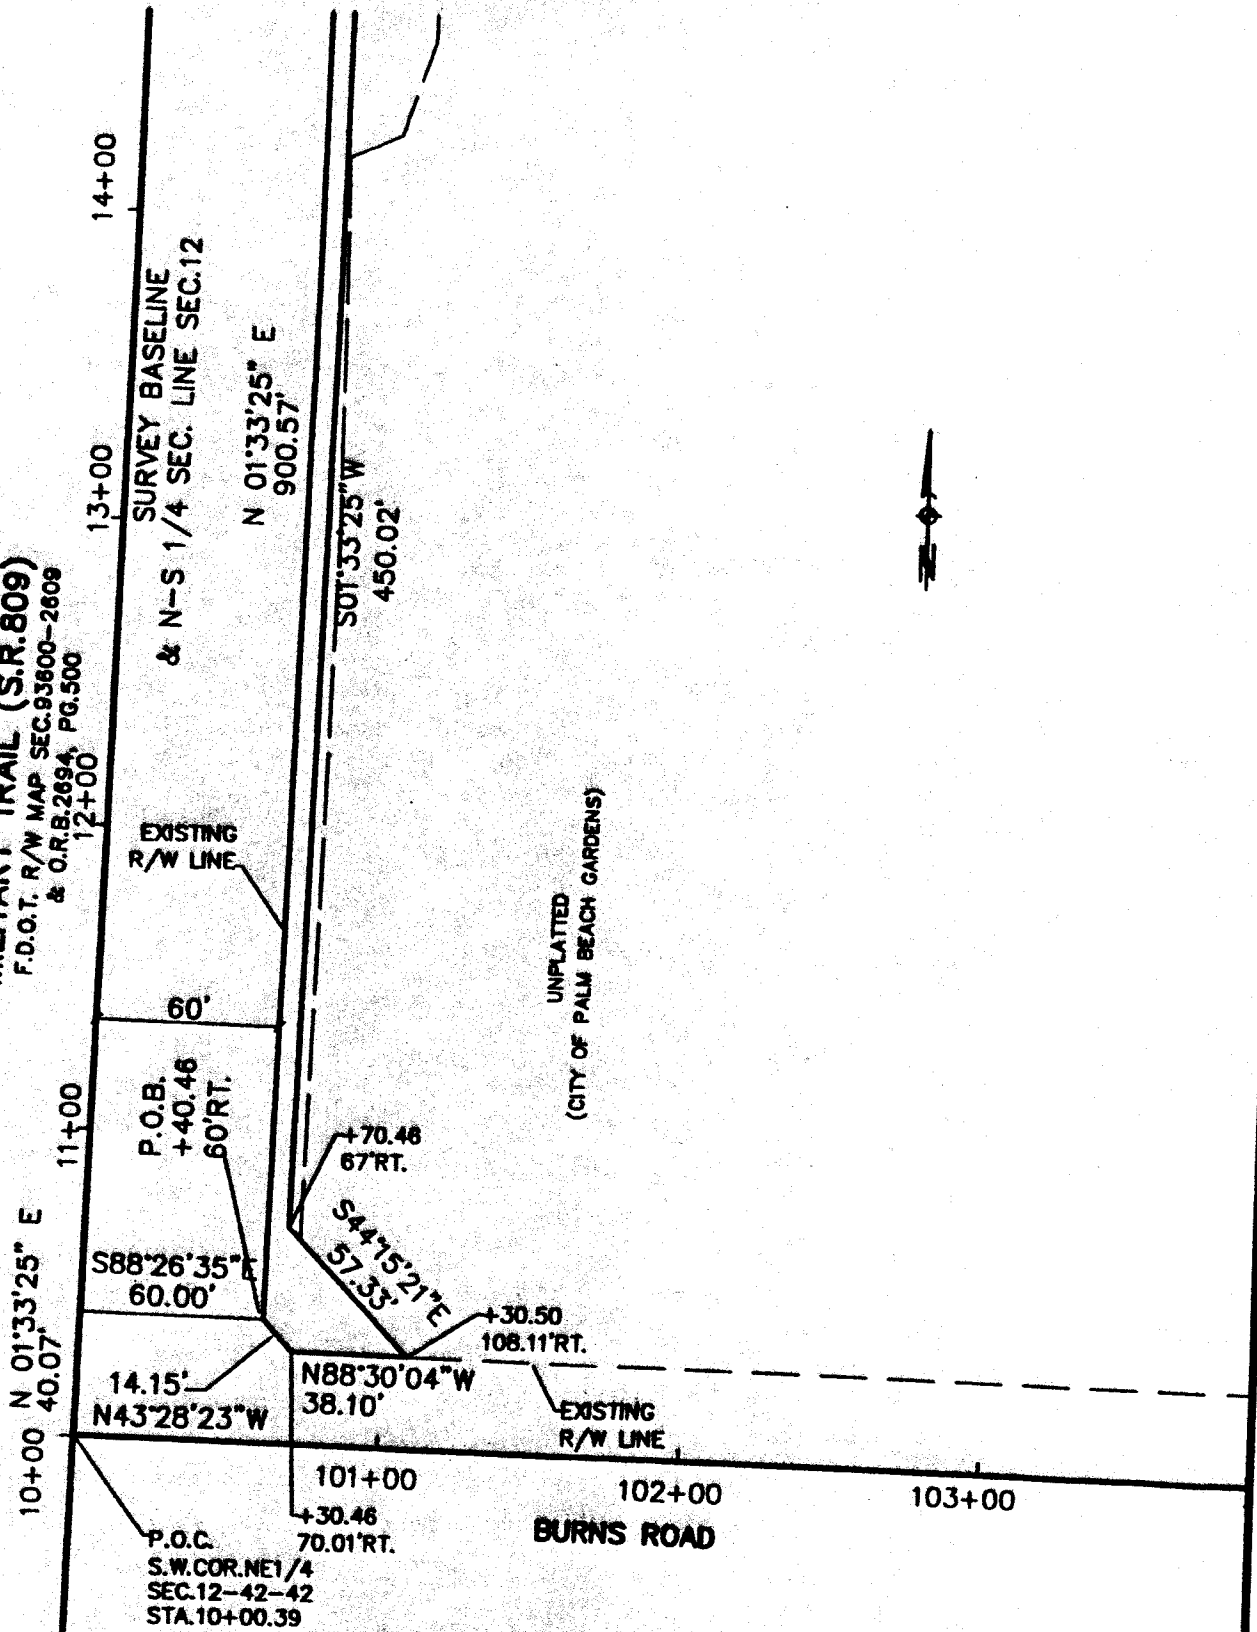 14+00
SURVEY BASELINE
& N-S 1/4 SEC. LINE SEC.12
N 01°33'25" E
900.57'
13+00
S01°33'25"W
450.02'
TRAIL (S.R.809)
F.D.O.T. R/W MAP SEC.93600-2609
& O.R.B.2694, PG.500
12+00
EXISTING
R/W LINE
UNPLATTED
(CITY OF PALM BEACH GARDENS)
60'
P.O.B.
+40.46
60'RT.
11+00
+70.46
67'RT.
S44°15'21"E
57.33'
N 01°33'25" E
40.07'
S88°26'35"E
60.00'
+30.50
108.11'RT.
14.15'
N43°28'23"W
N88°30'04"W
38.10'
EXISTING
R/W LINE
10+00
101+00
102+00
103+00
+30.46
70.01'RT.
BURNS ROAD
P.O.C.
S.W.COR.NE1/4
SEC.12-42-42
STA.10+00.39